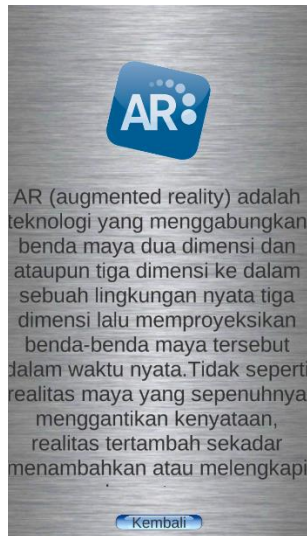 AR
AR (augmented reality) adalah
teknologi yang menggabungkan
benda maya dua dimensi dan
ataupun tiga dimensi ke dalam
sebuah lingkungan nyata tiga
dimensi lalu memproyeksikan
benda-benda maya tersebut
dalam waktu nyata.Tidak seperti
realitas maya yang sepenuhnya
menggantikan kenyataan,
realitas tertambah sekadar
menambahkan atau melengkapi
Kembali